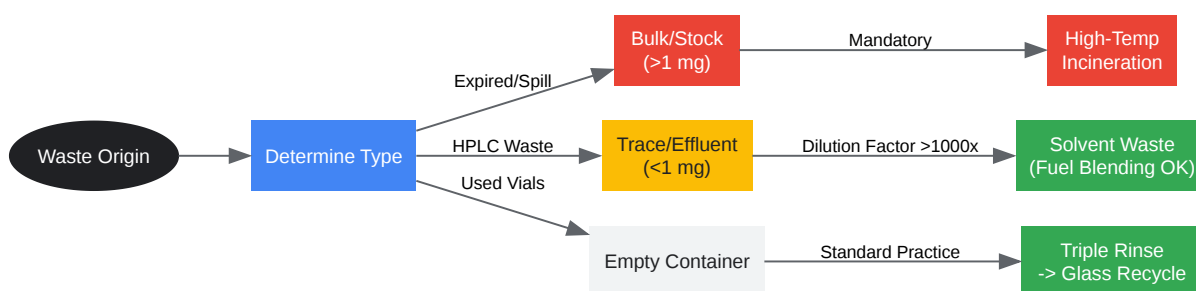 Waste Origin
Determine Type
Expired/Spill
HPLC Waste
Used Vials
Bulk/Stock
(>1 mg)
Mandatory
High-Temp
Incineration
Trace/Effluent
(<1 mg)
Dilution Factor >1000x
Solvent Waste
(Fuel Blending OK)
Empty Container
Standard Practice
Triple Rinse
-> Glass Recycle